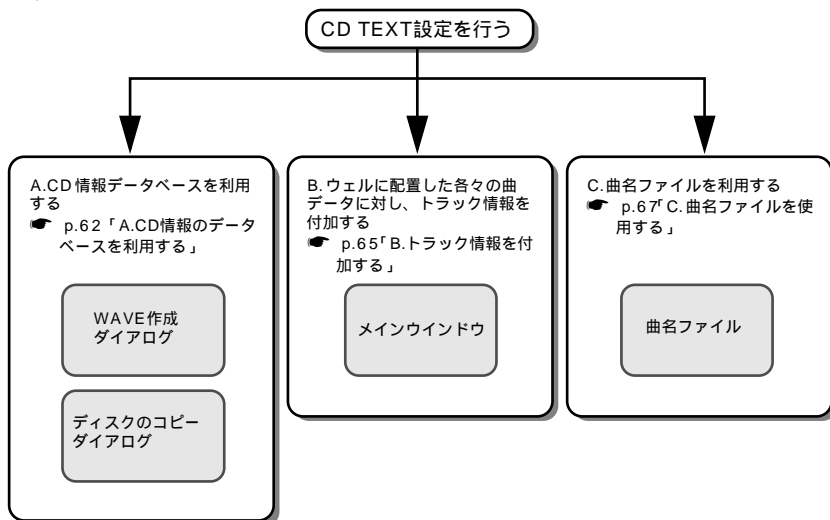 CD TEXT設定を行う
A.CD情報データベースを利用
する
☛ p.62「A.CD情報のデータ
ベースを利用する」
WAVE作成
ダイアログ
ディスクのコピー
ダイアログ
B.ウェルに配置した各々の曲
データに対し、トラック情報を
付加する
☛ p.65「B.トラック情報を付
加する」
メインウインドウ
C.曲名ファイルを利用する
☛ p.67「C.曲名ファイルを使
用する」
曲名ファイル